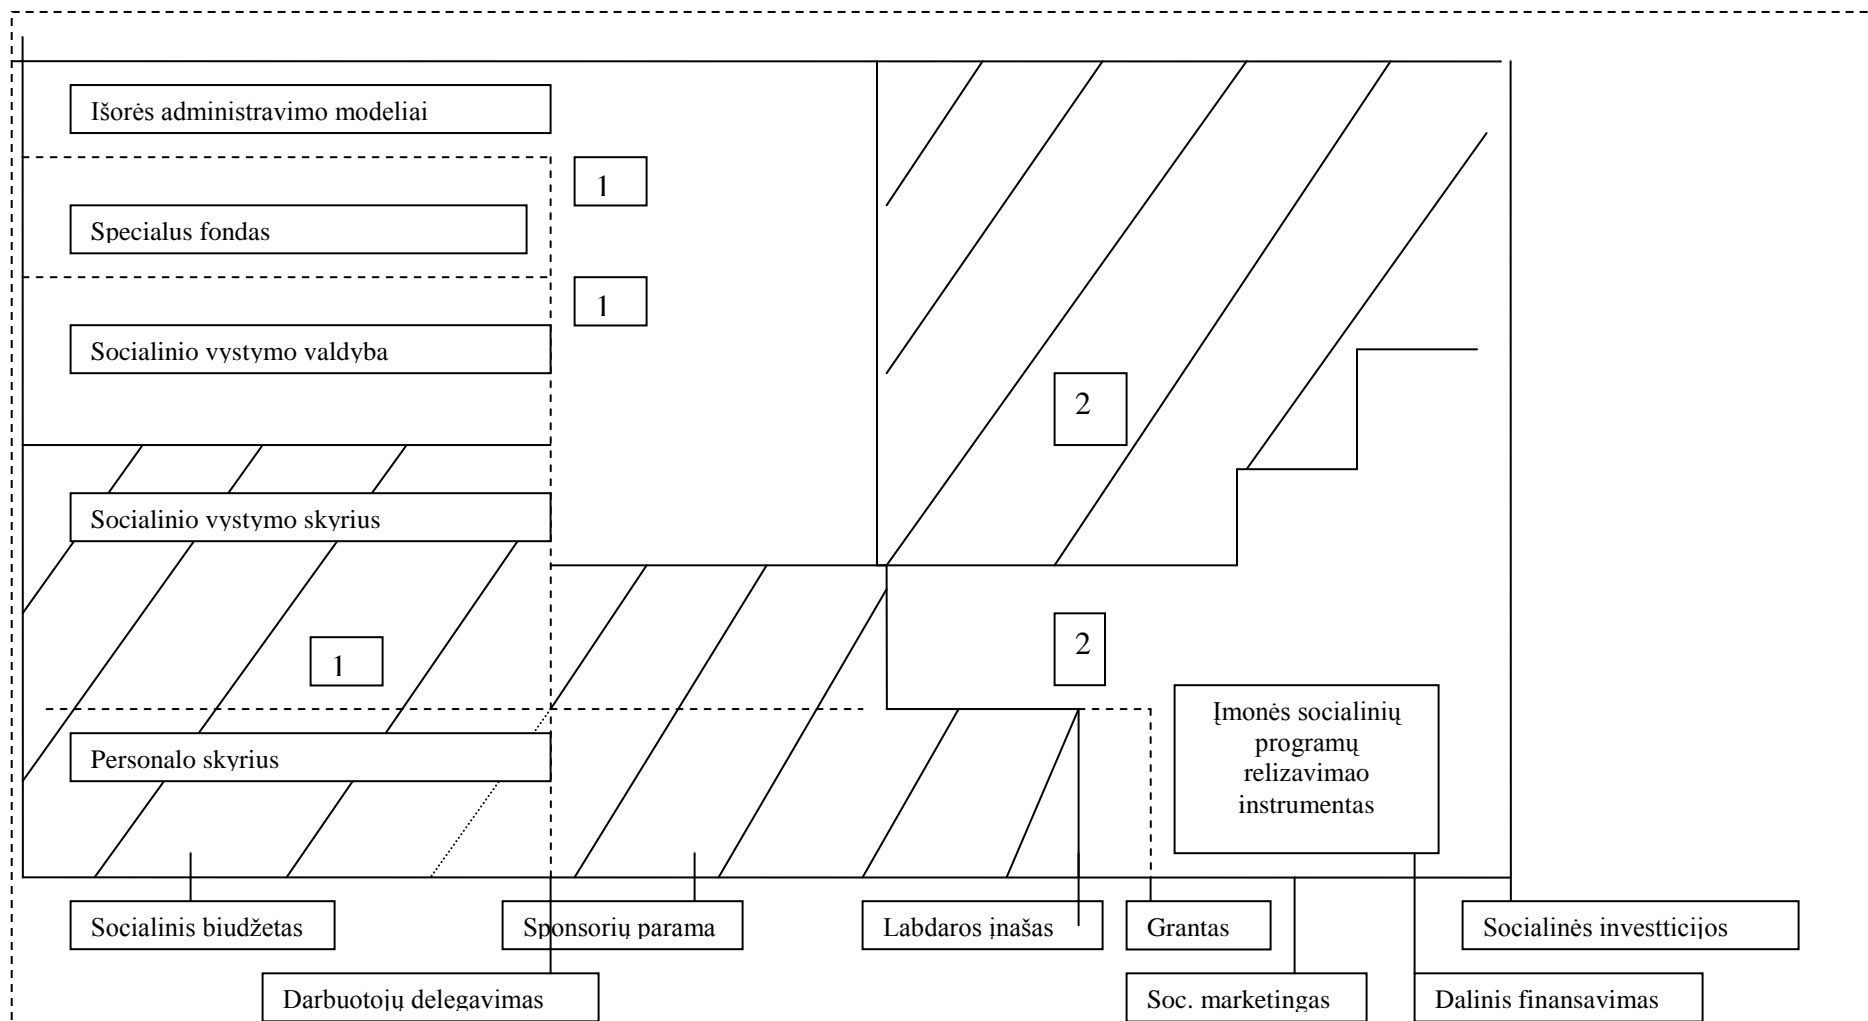 Išorės administravimo modeliai
1
Specialus fondas
1
Socialinio vystymo valdyba
2
Socialinio vystymo skyrius
1
2
Įmonės socialinių
programų
relizavimao
instrumentas
Personalo skyrius
Socialinis biudžetas
Sponsorių parama
Labdaros įnašas
Grantas
Socialinės investticijos
Darbuotojų delegavimas
Soc. marketingas
Dalinis finansavimas